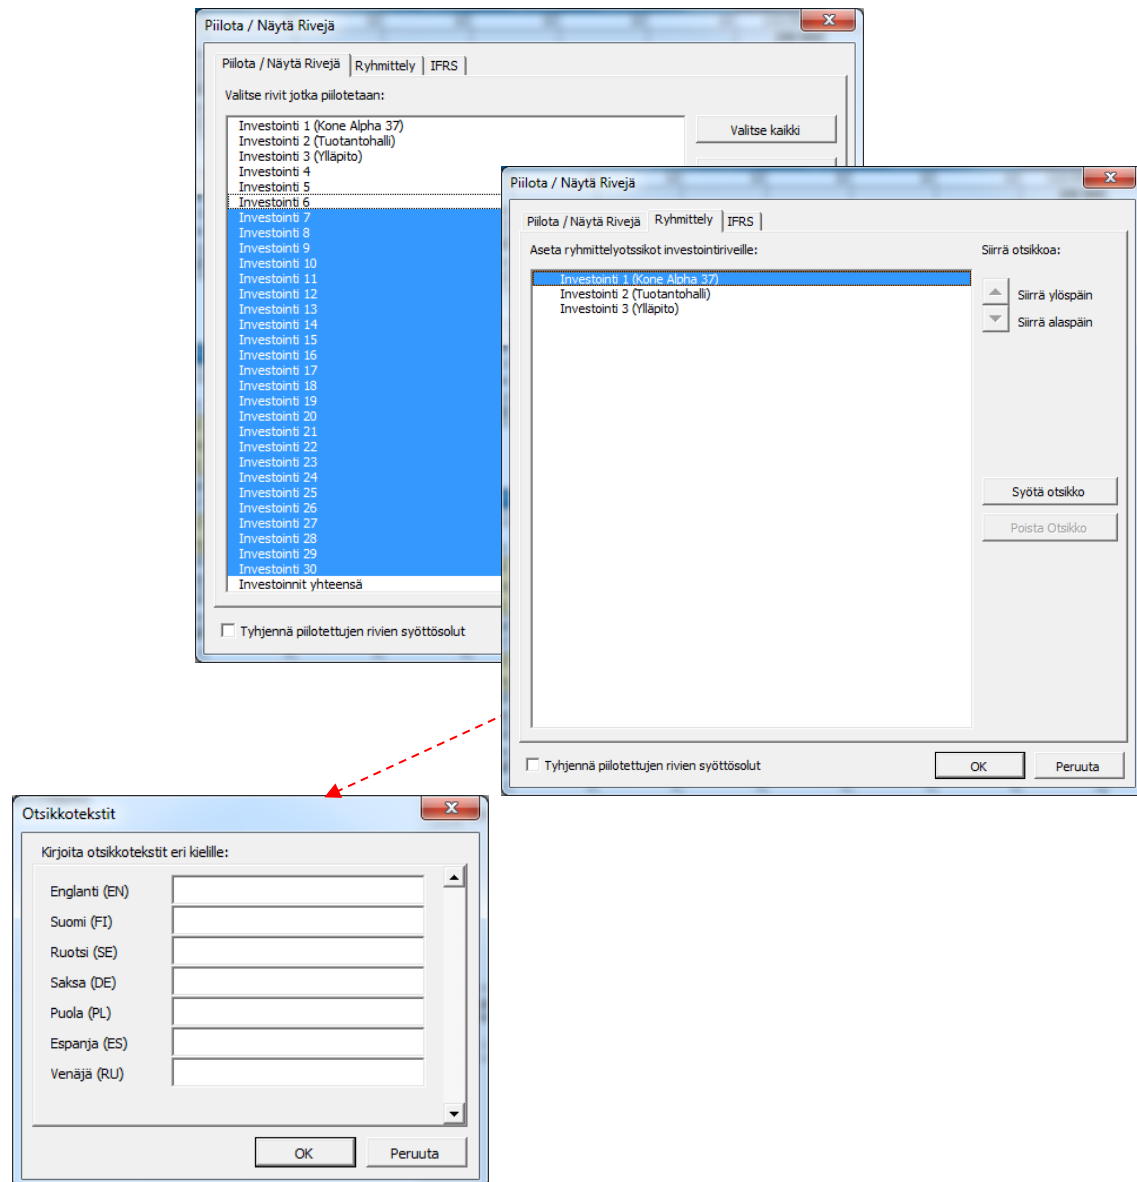 Piilota / Näytä Rivejä
Piilota / Näytä Rivejä
Ryhmittely
IFRS
Valitse rivit jotka piilotetaan:
Investointi 1 (Kone Alpha 37)
Investointi 2 (Tuotantohalli)
Investointi 3 (Ylläpito)
Investointi 4
Investointi 5
Investointi 6
Investointi 7
Investointi 8
Investointi 9
Investointi 10
Investointi 11
Investointi 12
Investointi 13
Investointi 14
Investointi 15
Investointi 16
Investointi 17
Investointi 18
Investointi 19
Investointi 20
Investointi 21
Investointi 22
Investointi 23
Investointi 24
Investointi 25
Investointi 26
Investointi 27
Investointi 28
Investointi 29
Investointi 30
Investoinnit yhteensä
Valitse kaikki
Tyhjennä piilotettujen rivien syöttösolut
Piilota / Näytä Rivejä
Piilota / Näytä Rivejä
Ryhmittely
IFRS
Aseta ryhmittelyotssikot investointiriveille:
Siirrä otsikkoa:
Investointi 1 (Kone Alpha 37)
Investointi 2 (Tuotantohalli)
Investointi 3 (Ylläpito)
Siirrä ylöspäin
Siirrä alaspäin
Syötä otsikko
Poista Otsikko
Tyhjennä piilotettujen rivien syöttösolut
OK
Peruuta
Otsikkotekstit
Kirjoita otsikkotekstit eri kielille:
Englanti (EN)
Suomi (FI)
Ruotsi (SE)
Saksa (DE)
Puola (PL)
Espanja (ES)
Venäjä (RU)
OK
Peruuta